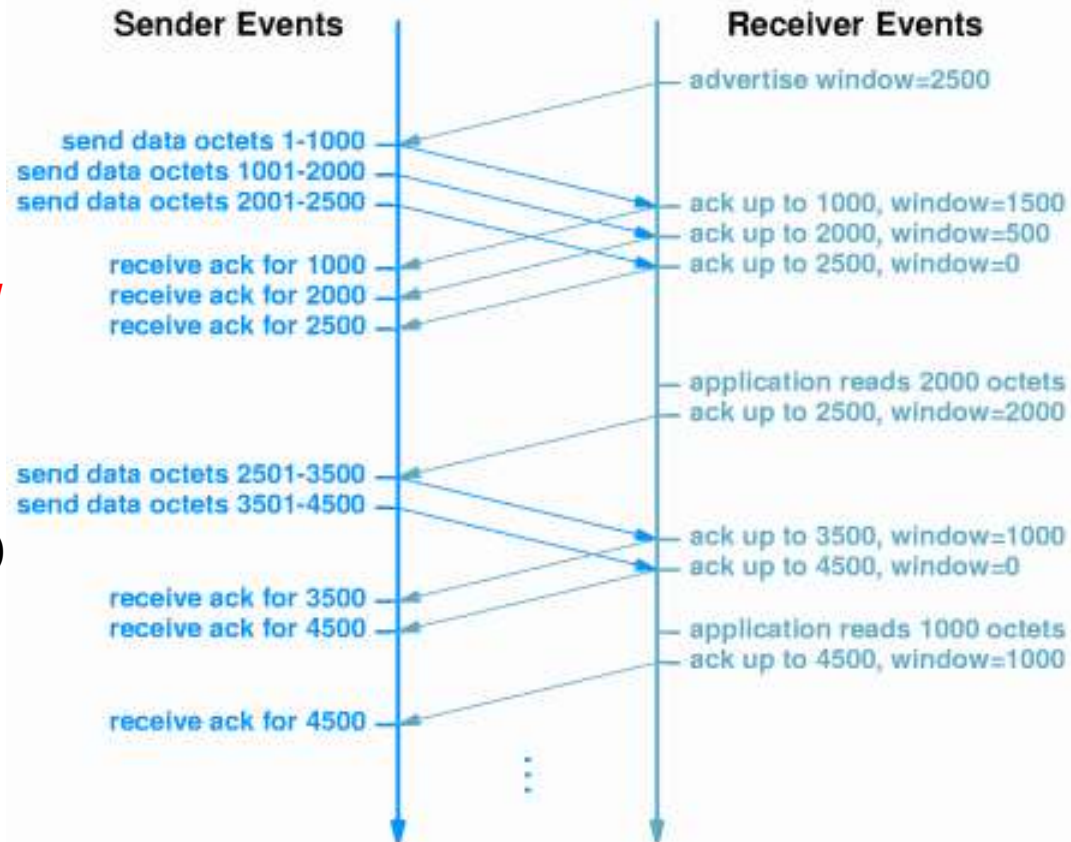 Sender Events
Receiver Events
advertise window=2500
send data octets 1-1000
send data octets 1001-2000
send data octets 2001-2500
ack up to 1000, window=1500
ack up to 2000, window=500
ack up to 2500, window=0
receive ack for 1000
receive ack for 2000
receive ack for 2500
application reads 2000 octets
ack up to 2500, window=2000
send data octets 2501-3500
send data octets 3501-4500
ack up to 3500, window=1000
ack up to 4500, window=0
receive ack for 3500
receive ack for 4500
application reads 1000 octets
ack up to 4500, window=1000
receive ack for 4500
)